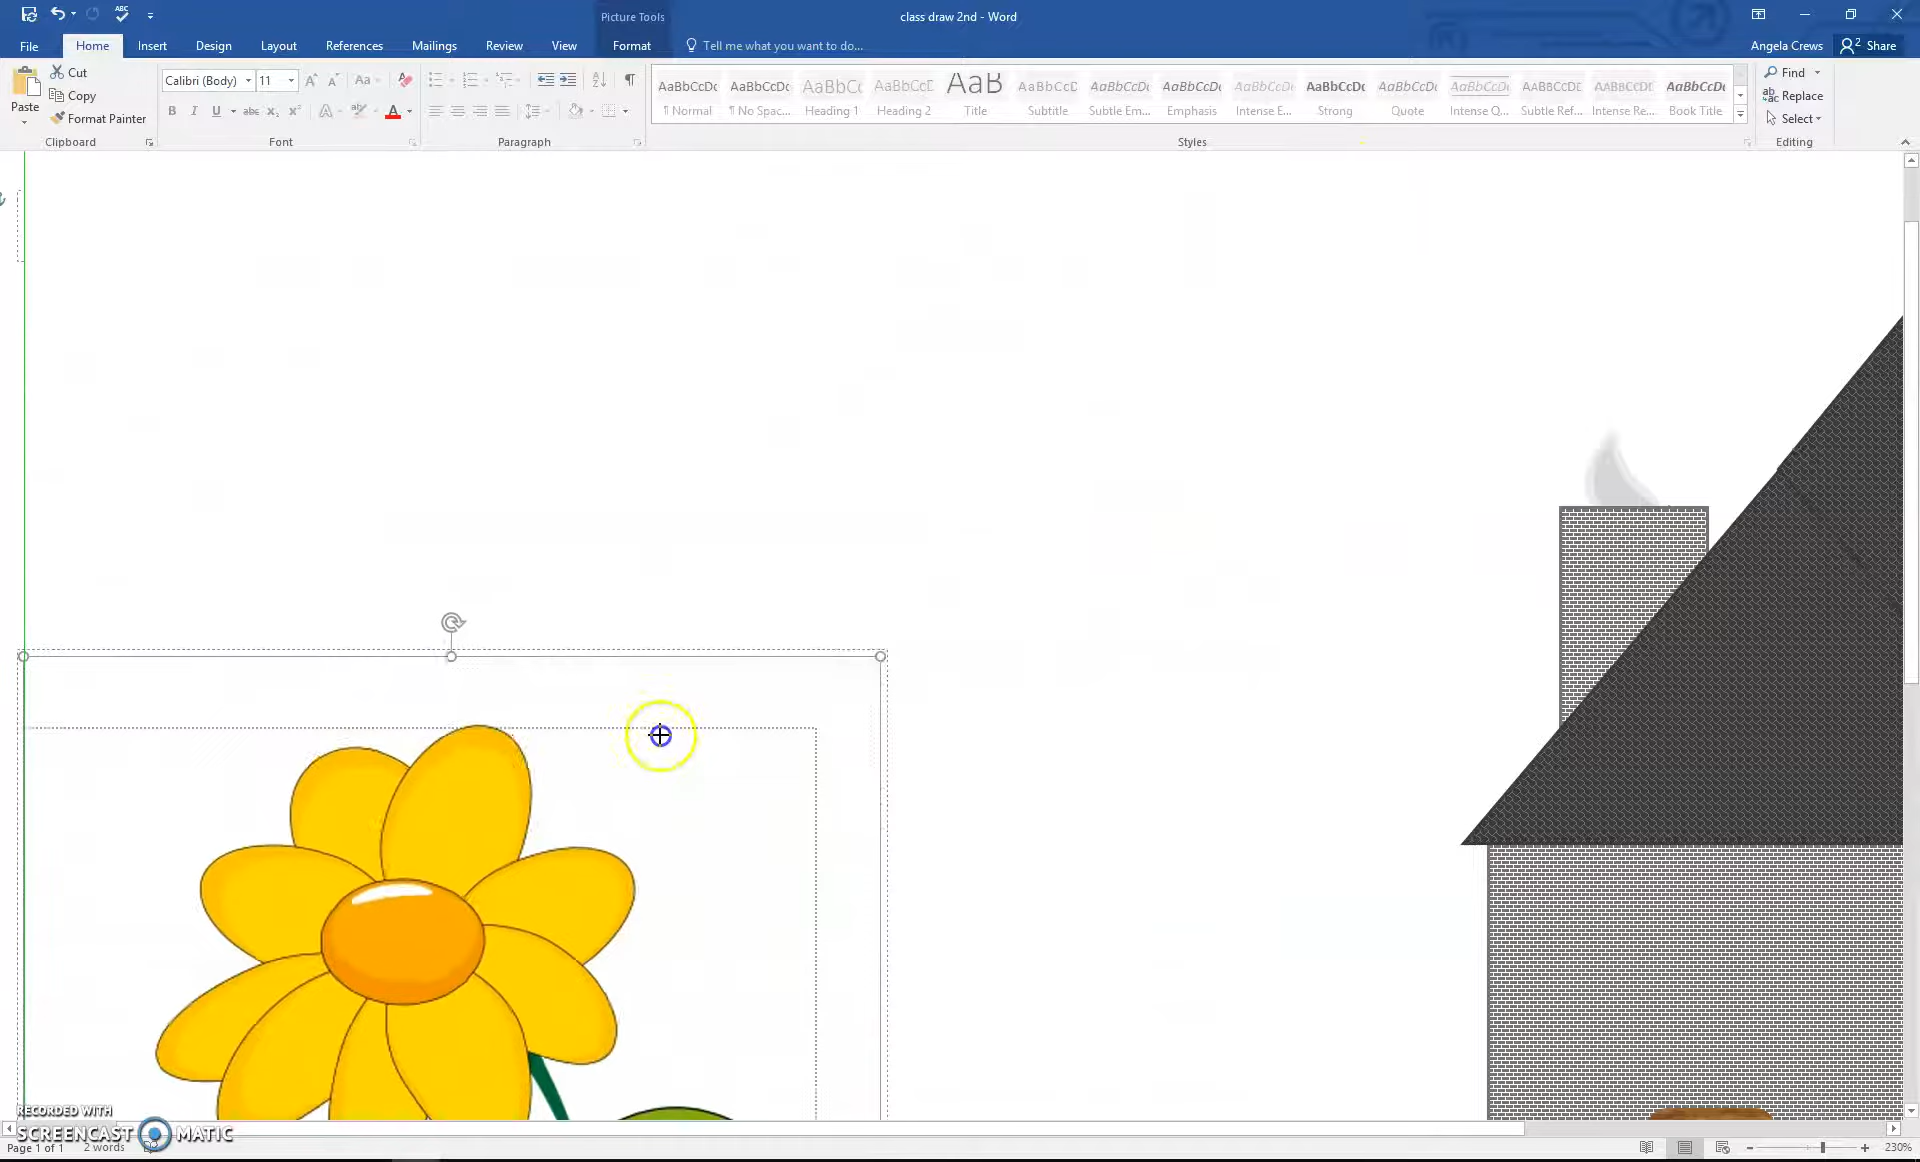 Picture Tools
class draw 2nd - Word
File Home Insert Design Layout References Mailings Review View Format Tell me what you want to do... Angela Crews Share
Paste Cut
Copy
Format Painter
Clipboard
Calibri (Body) 11
Font
Paragraph
AaBbCcDc AaBbCcDc AaBbCc AaBbCcD AaB AaBbCcD AaBbCcDc AaBbCcDc AaBbCcDc AaBbCcDc AaBbCcDc AaBbCcDc AABBCCDC AABBCCDC AaBbCcDc
¶ Normal ¶ No Spac... Heading 1 Heading 2 Title Subtitle Subtle Em... Emphasis Intense E... Strong Quote Intense Q... Subtle Ref... Intense Re... Book Title
Styles
Find
Replace
Select
Editing
RECORDED WITH
SCREENCAST MATIC
Page 1 of 1 2 words 230%